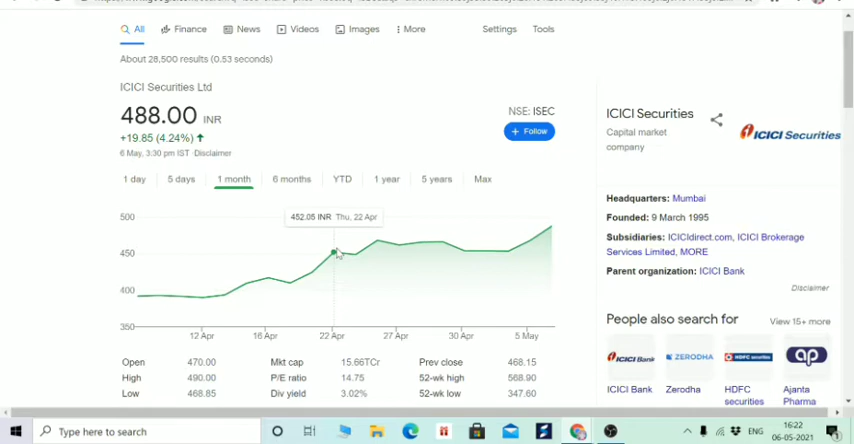 All Finance News Videos Images More Settings Tools
About 28,500 results (0.53 seconds)
ICICI Securities Ltd
488.00 INR
+19.85 (4.24%)
6 May, 3:30 pm IST · Disclaimer
NSE: ISEC
+ Follow
1 day 5 days 1 month 6 months YTD 1 year 5 years Max
452.05 INR Thu, 22 Apr
500
450
400
350
12 Apr 16 Apr 22 Apr 27 Apr 30 Apr 5 May
Open 470.00 Mkt cap 15.66TCr Prev close 468.15
High 490.00 P/E ratio 14.75 52-wk high 568.90
Low 468.85 Div yield 3.02% 52-wk low 347.60
ICICI Securities
Capital market
company
ICICI Securities
Headquarters: Mumbai
Founded: 9 March 1995
Subsidiaries: ICICIdirect.com, ICICI Brokerage
Services Limited, MORE
Parent organization: ICICI Bank
Disclaimer
People also search for View 15+ more
ICICI Bank ZERODHA HDFC securities ap
ICICI Bank Zerodha HDFC Ajanta
securities Pharma
Type here to search
ENG
16:22
06-05-2021